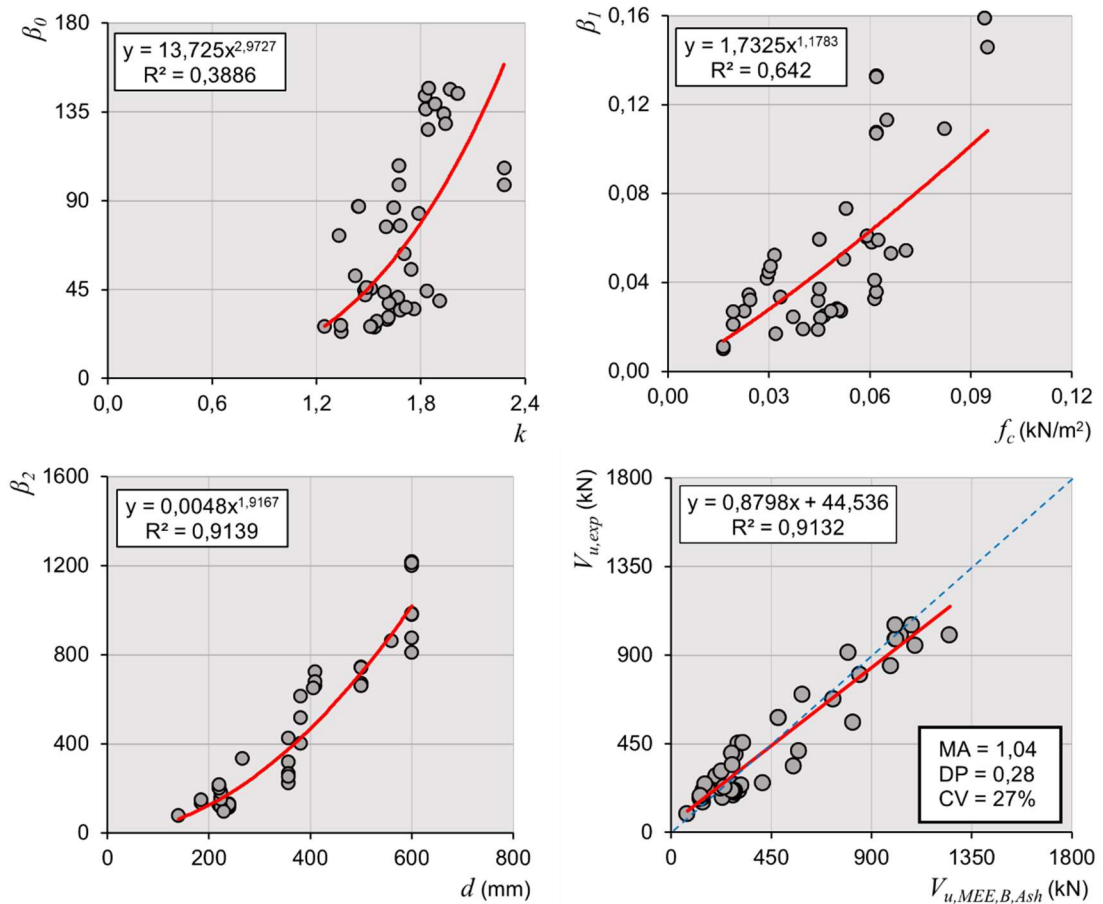 β0
180
135
90
45
0
y = 13,725x^2,9727
R² = 0,3886
0,0 0,6 1,2 1,8 2,4
k
β1
0,16
0,12
0,08
0,04
0,00
y = 1,7325x^1,1783
R² = 0,642
0,00 0,03 0,06 0,09 0,12
fc (kN/m²)
β2
1600
1200
800
400
0
y = 0,0048x^1,9167
R² = 0,9139
0 200 400 600 800
d (mm)
Vu,exp (kN)
1800
1350
900
450
0
y = 0,8798x + 44,536
R² = 0,9132
MA = 1,04
DP = 0,28
CV = 27%
0 450 900 1350 1800
Vu,MEE,B,Ash (kN)